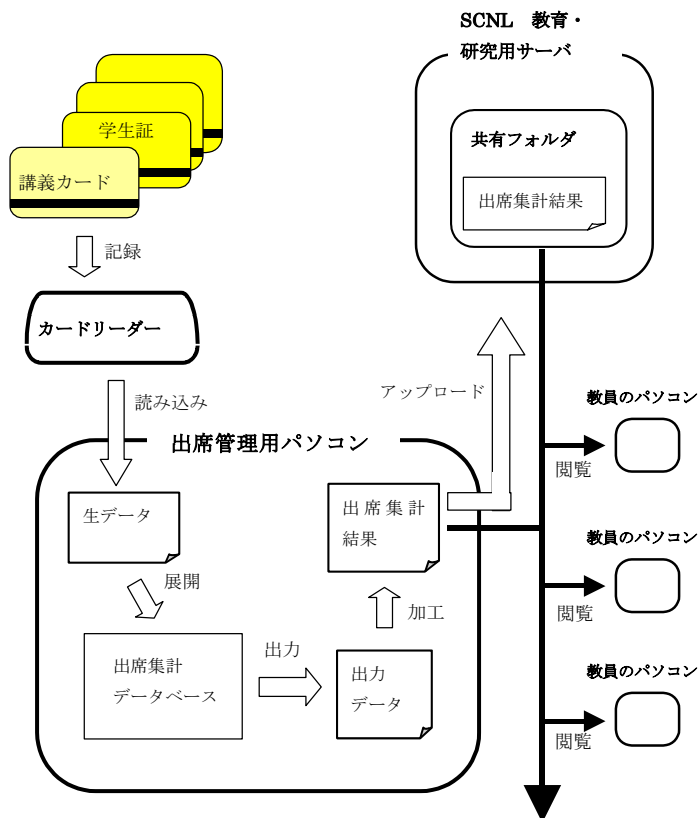 SCNL 教育・
研究用サーバ
共有フォルダ
出席集計結果
学生証
講義カード
記録
カードリーダー
読み込み
アップロード
出席管理用パソコン
生データ
展開
出席集計
データベース
出力
出力
データ
加工
出席集計
結果
教員のパソコン
閲覧
教員のパソコン
閲覧
教員のパソコン
閲覧